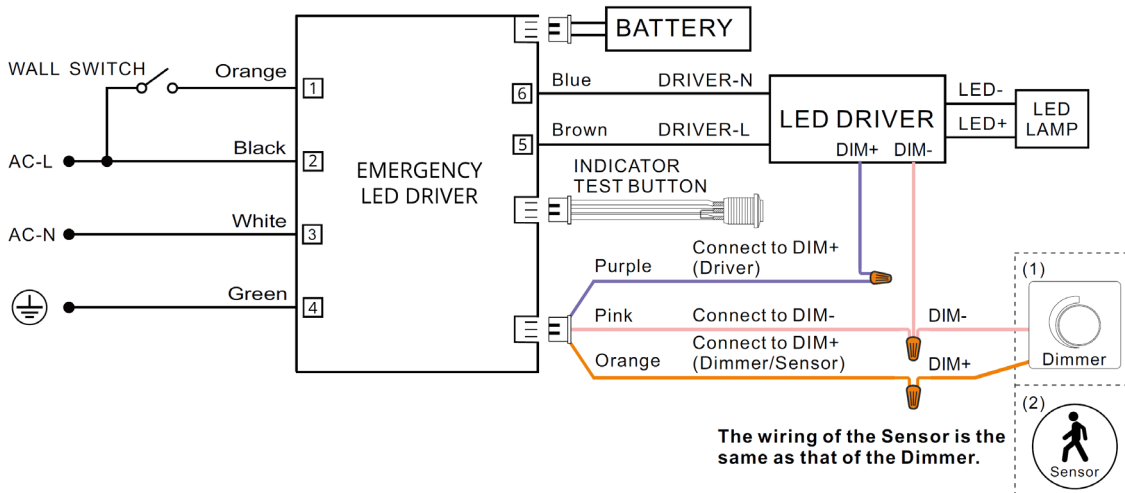 BATTERY
WALL SWITCH
Orange
1
6
Blue
DRIVER-N
LED DRIVER
LED-
LED+
LED
LAMP
Black
2
5
Brown
DRIVER-L
DIM+
DIM-
AC-L
EMERGENCY
LED DRIVER
INDICATOR
TEST BUTTON
White
3
AC-N
Purple
Connect to DIM+
(Driver)
Green
4
Pink
Connect to DIM-
DIM-
Orange
Connect to DIM+
(Dimmer/Sensor)
DIM+
(1)
Dimmer
(2)
Sensor
The wiring of the Sensor is the
same as that of the Dimmer.